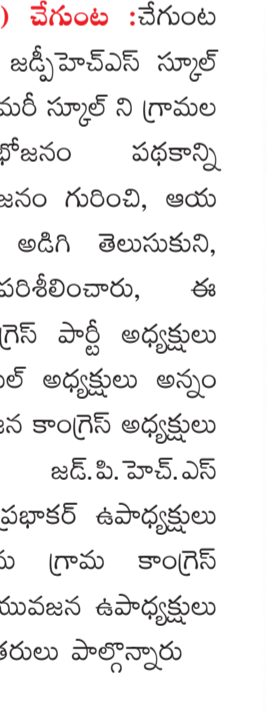 ) చేగుంట :చేగుంట
జడ్పీహెచ్ఎస్ స్కూల్
మరీ స్కూల్ ని గ్రామల
భోజనం పథకాన్ని
జనం గురించి, ఆయ
అడిగి తెలుసుకుని,
పరిశీలించారు, ఈ
గ్రెస్ పార్టీ అధ్యక్షులు
ల్ అధ్యక్షులు అన్నం
జన కాంగ్రెస్ అధ్యక్షులు
జడ్.పి.హెచ్.ఎస్
ప్రభాకర్ ఉపాధ్యక్షులు
గ్రామ కాంగ్రెస్
యువజన ఉపాధ్యక్షులు
తరులు పాల్గొన్నారు